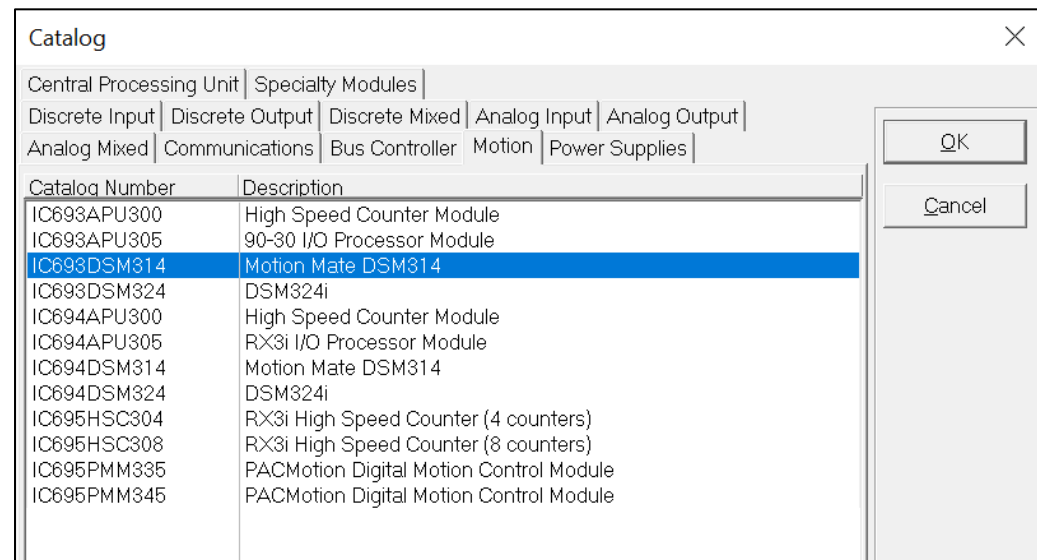 Catalog
Central Processing Unit Specialty Modules
Discrete Input Discrete Output Discrete Mixed Analog Input Analog Output
Analog Mixed Communications Bus Controller Motion Power Supplies
OK
Cancel
Catalog Number Description
IC693APU300 High Speed Counter Module
IC693APU305 90-30 I/O Processor Module
IC693DSM314 Motion Mate DSM314
IC693DSM324 DSM324i
IC694APU300 High Speed Counter Module
IC694APU305 RX3i I/O Processor Module
IC694DSM314 Motion Mate DSM314
IC694DSM324 DSM324i
IC695HSC304 RX3i High Speed Counter (4 counters)
IC695HSC308 RX3i High Speed Counter (8 counters)
IC695PMM335 PACMotion Digital Motion Control Module
IC695PMM345 PACMotion Digital Motion Control Module